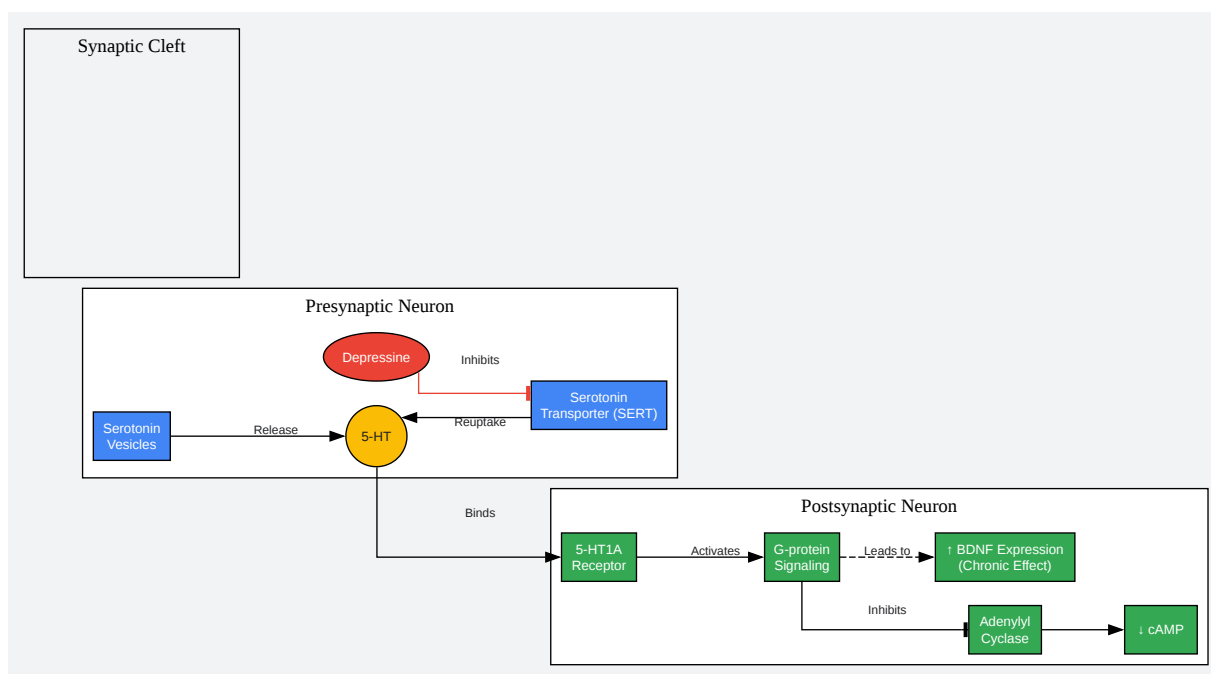 Synaptic Cleft
Presynaptic Neuron
Depressine
Inhibits
Serotonin
Transporter (SERT)
Reuptake
Serotonin
Vesicles
Release
5-HT
Binds
Postsynaptic Neuron
5-HT1A
Receptor
Activates
G-protein
Signaling
Leads to
↑ BDNF Expression
(Chronic Effect)
Inhibits
Adenylyl
Cyclase
↓ cAMP